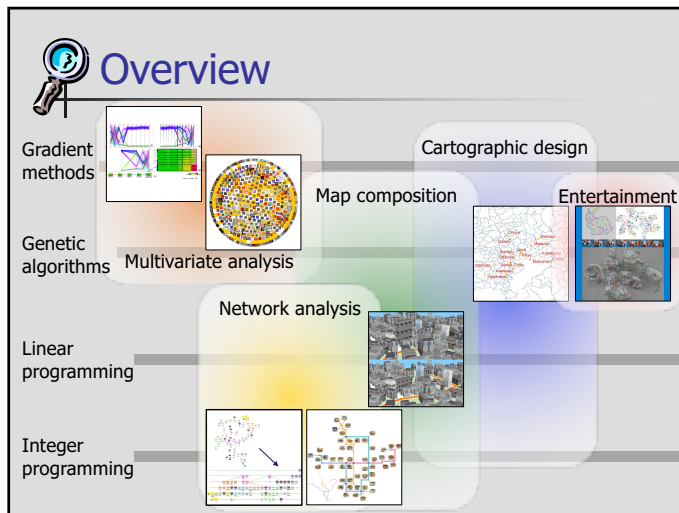 Overview
Gradient
methods
Cartographic design
Map composition
Entertainment
Genetic
algorithms
Multivariate analysis
Network analysis
Linear
programming
Integer
programming